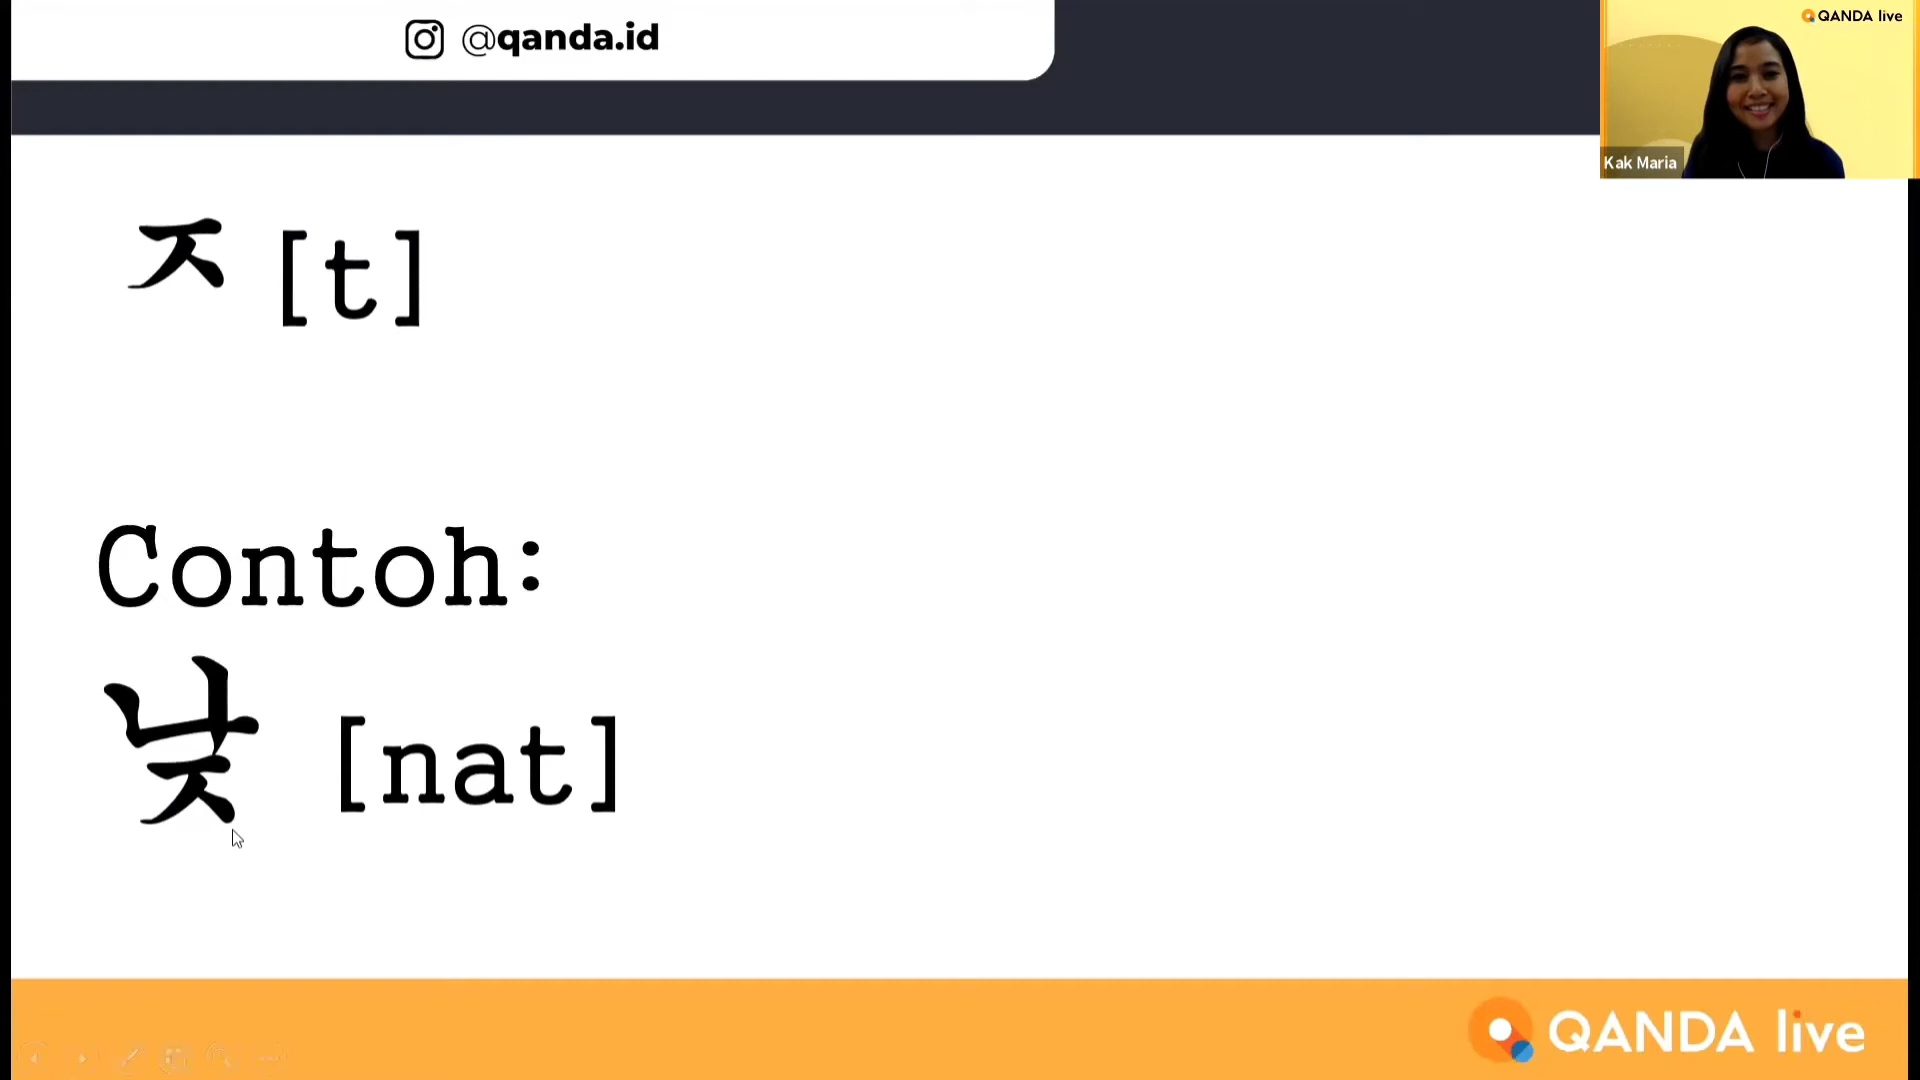 @qanda.id
QANDA live
Kak Maria
ㅈ [t]
Contoh:
낮 [nat]
QANDA live